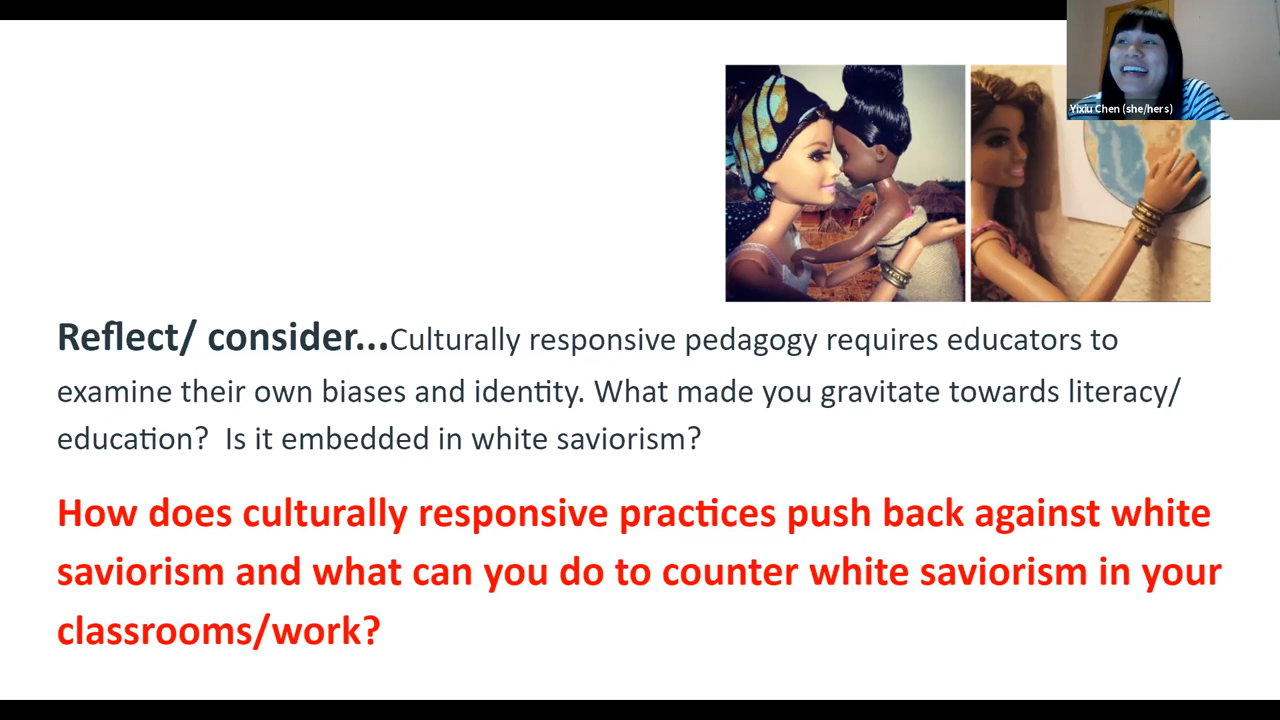 Yixiu Chen (she/hers)
Reflect/ consider...Culturally responsive pedagogy requires educators to
examine their own biases and identity. What made you gravitate towards literacy/
education?  Is it embedded in white saviorism?
How does culturally responsive practices push back against white
saviorism and what can you do to counter white saviorism in your
classrooms/work?